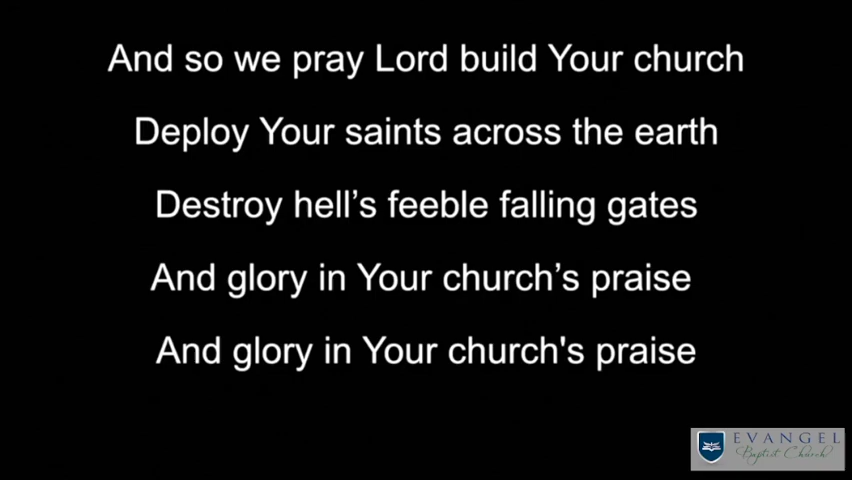 And so we pray Lord build Your church
Deploy Your saints across the earth
Destroy hell’s feeble falling gates
And glory in Your church’s praise
And glory in Your church's praise
EVANGEL
Baptist Church